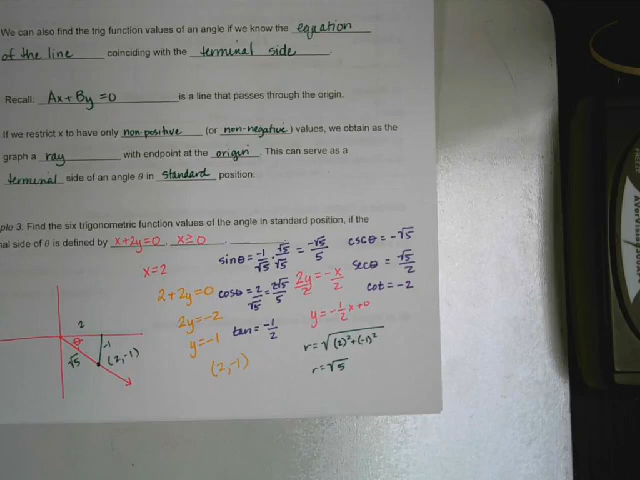 We can also find the trig function values of an angle if we know the equation
of the line coinciding with the terminal side.
Recall: Ax+By=0 is a line that passes through the origin.
If we restrict x to have only non-positive (or non-negative) values, we obtain as the
graph a ray with endpoint at the origin. This can serve as a
terminal side of an angle θ in standard position.
ple 3. Find the six trigonometric function values of the angle in standard position, if the
nal side of θ is defined by x+2y=0, x≥0.
x=2
2+2y=0
2y=-2
y=-1
(2,-1)
sinθ = -1/√5 · √5/√5 = -√5/5
cosθ = 2/√5 = 2√5/5
tan = -1/2
cscθ = -√5
secθ = √5/2
cot = -2
2y/2 = -x/2
y = -1/2 x+0
r=√(2)²+(-1)²
r=√5
2
θ
-1
√5
(2,-1)